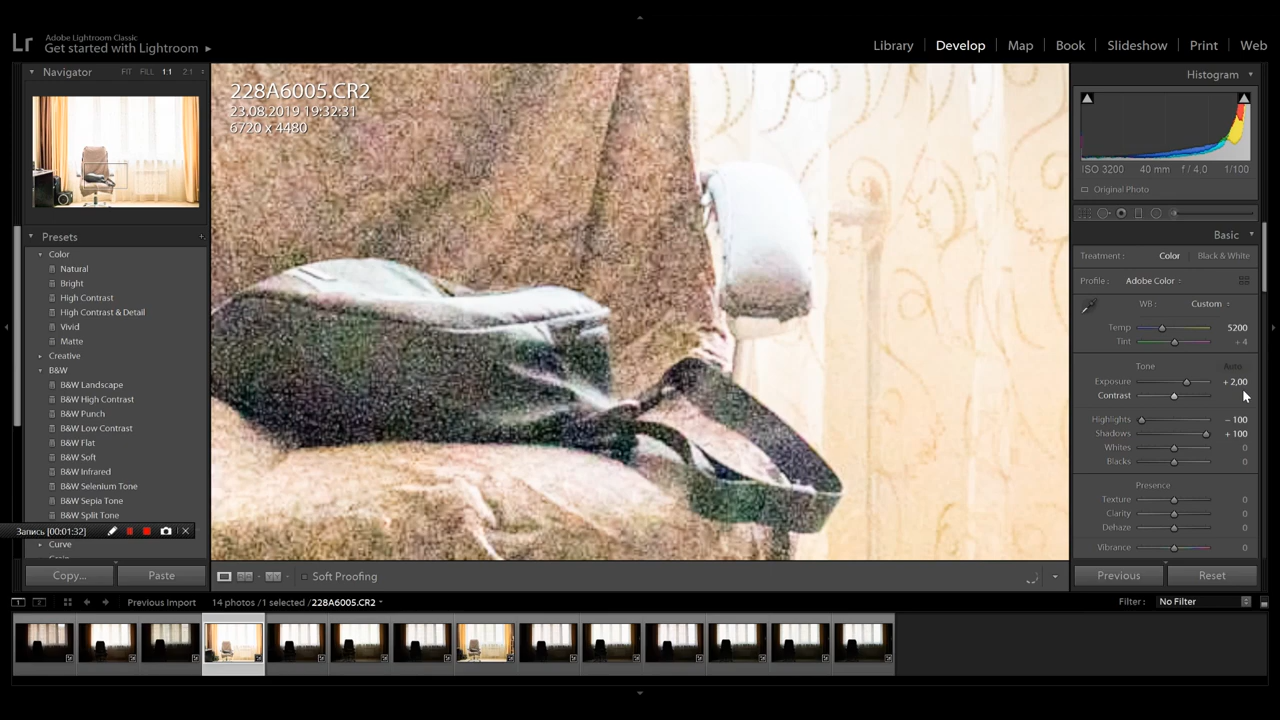 Lr
Adobe Lightroom Classic
Get started with Lightroom
Library Develop Map Book Slideshow Print Web
Navigator FIT FILL 1:1 2:1
228A6005.CR2
23.08.2019 19:32:31
6720 x 4480
Histogram
ISO 3200 40 mm f / 4,0 1/100
Original Photo
Presets
Color
Natural
Bright
High Contrast
High Contrast & Detail
Vivid
Matte
Creative
B&W
B&W Landscape
B&W High Contrast
B&W Punch
B&W Low Contrast
B&W Flat
B&W Soft
B&W Infrared
B&W Selenium Tone
B&W Sepia Tone
B&W Split Tone
Запись [00:01:32]
Curve
Basic
Treatment : Color Black & White
Profile : Adobe Color
WB : Custom
Temp 5200
Tint + 4
Tone Auto
Exposure + 2,00
Contrast
Highlights – 100
Shadows + 100
Whites 0
Blacks 0
Presence
Texture 0
Clarity 0
Dehaze 0
Vibrance 0
Copy... Paste
Soft Proofing
Previous Reset
1 2 Previous Import 14 photos / 1 selected / 228A6005.CR2
Filter : No Filter